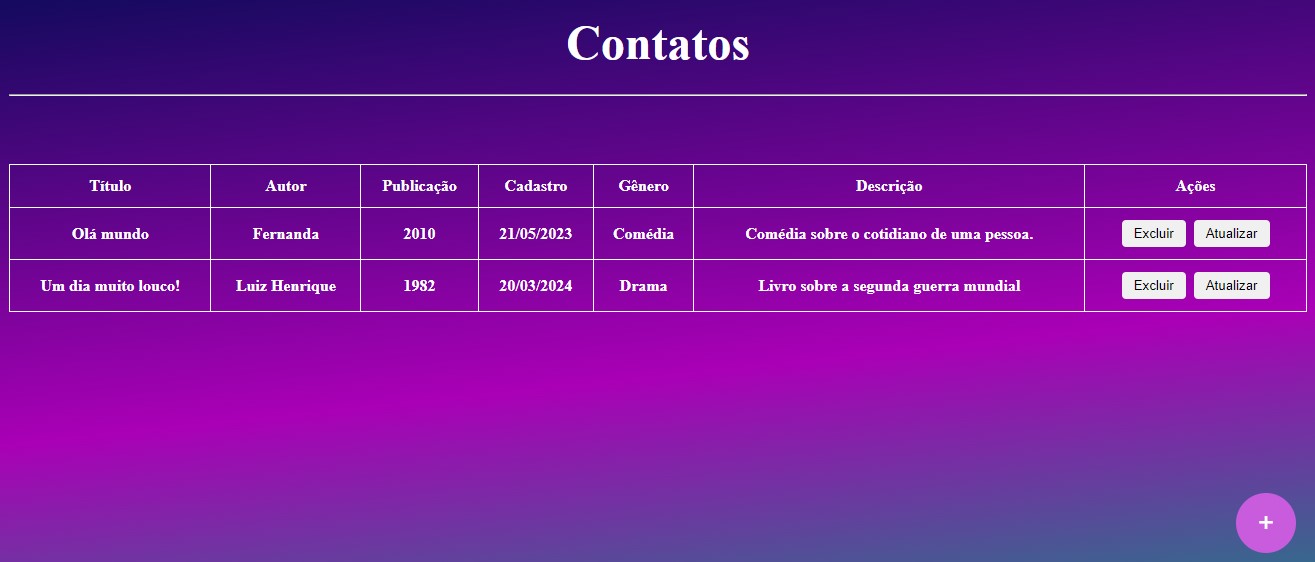 Contatos
Título Autor Publicação Cadastro Gênero Descrição Ações
Olá mundo Fernanda 2010 21/05/2023 Comédia Comédia sobre o cotidiano de uma pessoa. Excluir Atualizar
Um dia muito louco! Luiz Henrique 1982 20/03/2024 Drama Livro sobre a segunda guerra mundial Excluir Atualizar
+